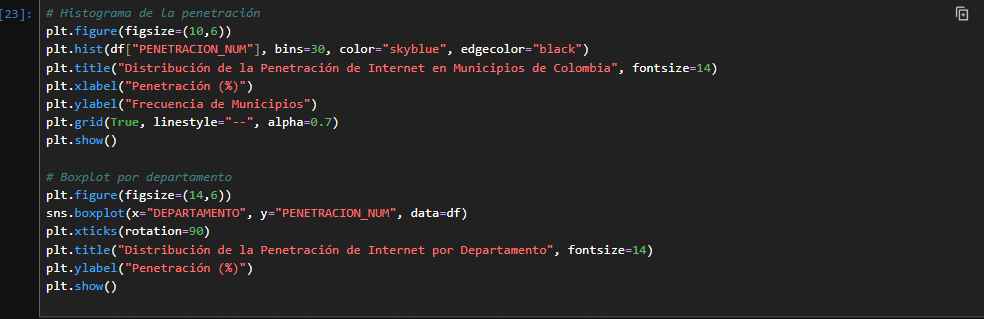 [23]:
# Histograma de la penetración
plt.figure(figsize=(10,6))
plt.hist(df["PENETRACION_NUM"], bins=30, color="skyblue", edgecolor="black")
plt.title("Distribución de la Penetración de Internet en Municipios de Colombia", fontsize=14)
plt.xlabel("Penetración (%)")
plt.ylabel("Frecuencia de Municipios")
plt.grid(True, linestyle="--", alpha=0.7)
plt.show()

# Boxplot por departamento
plt.figure(figsize=(14,6))
sns.boxplot(x="DEPARTAMENTO", y="PENETRACION_NUM", data=df)
plt.xticks(rotation=90)
plt.title("Distribución de la Penetración de Internet por Departamento", fontsize=14)
plt.ylabel("Penetración (%)")
plt.show()